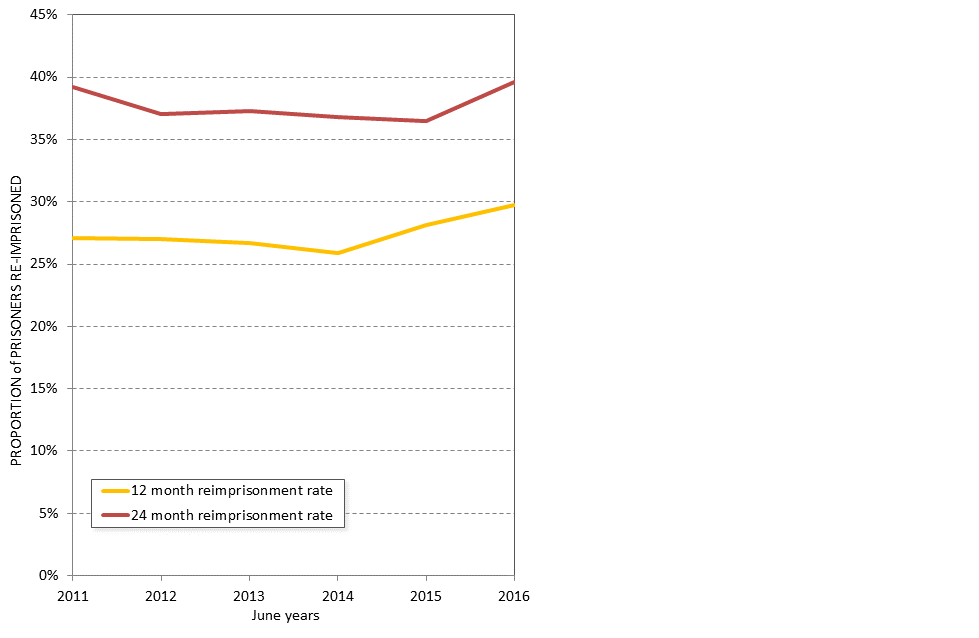 45%
40%
35%
30%
25%
20%
15%
10%
5%
0%
PROPORTION of PRISONERS RE-IMPRISONED
12 month reimprisonment rate
24 month reimprisonment rate
2011 2012 2013 2014 2015 2016
June years